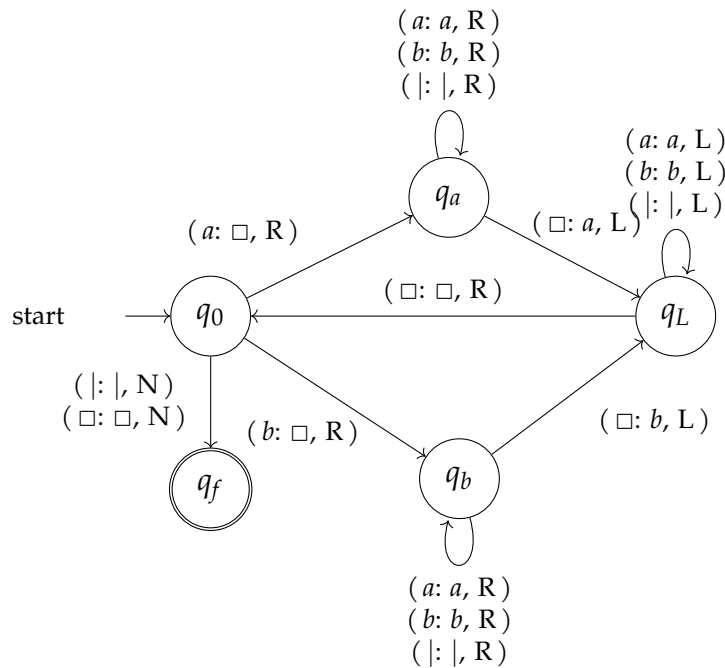 (a: a, R)
(b: b, R)
(|: |, R)
(a: a, L)
(b: b, L)
(|: |, L)
q_a
(a: □, R)
(□: a, L)
(□: □, R)
start
q_0
q_L
(|: |, N)
(□: □, N)
(b: □, R)
(□: b, L)
q_f
q_b
(a: a, R)
(b: b, R)
(|: |, R)